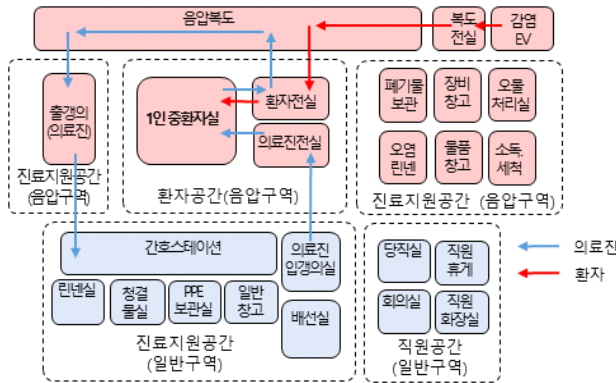 음압복도
복도
전실
감염
EV
출갱의
(의료진)
진료지원공간
(음압구역)
1인 중환자실
환자전실
의료진전실
환자공간(음압구역)
폐기물
보관
장비
창고
오물
처리실
오염
린넨
물품
창고
소독.
세척
진료지원공간 (음압구역)
간호스테이션
의료진
입갱의실
린넨실
청결
물실
PPE
보관실
일반
창고
배선실
진료지원공간
(일반구역)
당직실
직원
휴게
회의실
직원
화장실
직원공간
(일반구역)
의료진
환자